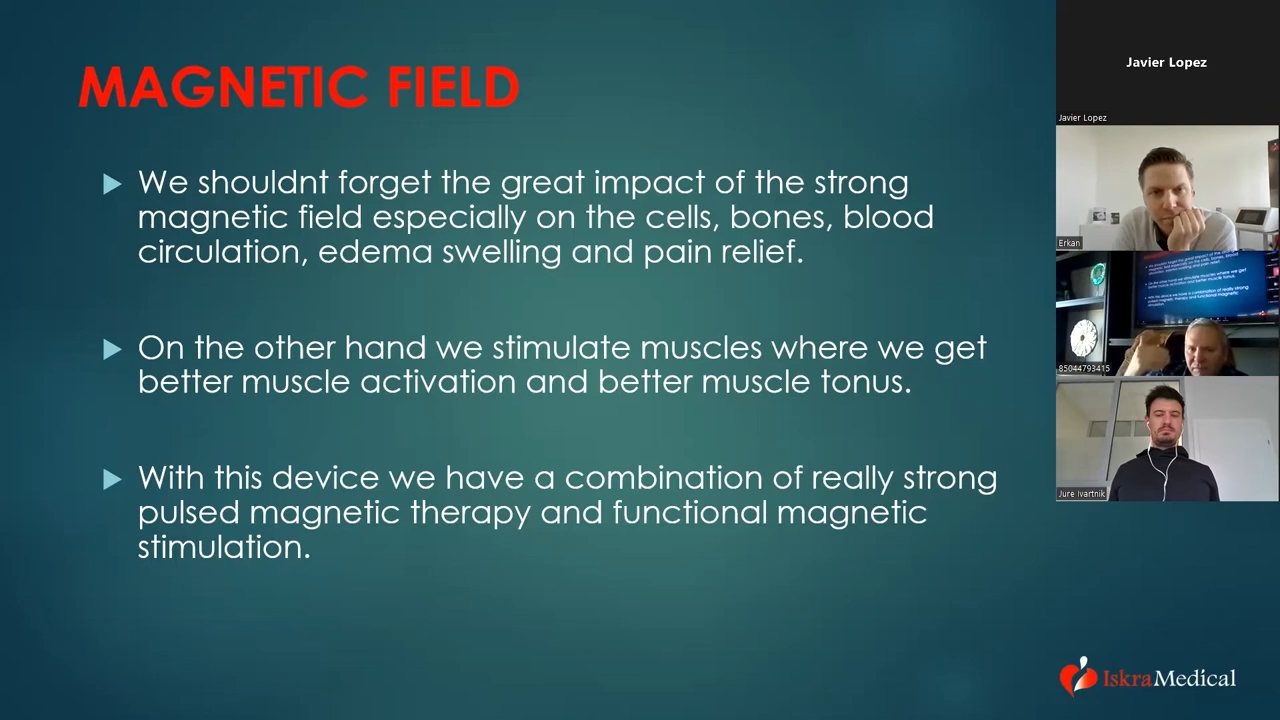 MAGNETIC FIELD
We shouldnt forget the great impact of the strong
magnetic field especially on the cells, bones, blood
circulation, edema swelling and pain relief.
On the other hand we stimulate muscles where we get
better muscle activation and better muscle tonus.
With this device we have a combination of really strong
pulsed magnetic therapy and functional magnetic
stimulation.
Javier Lopez
Javier Lopez
Erkan
85044793415
Jure Ivartnik
IskraMedical